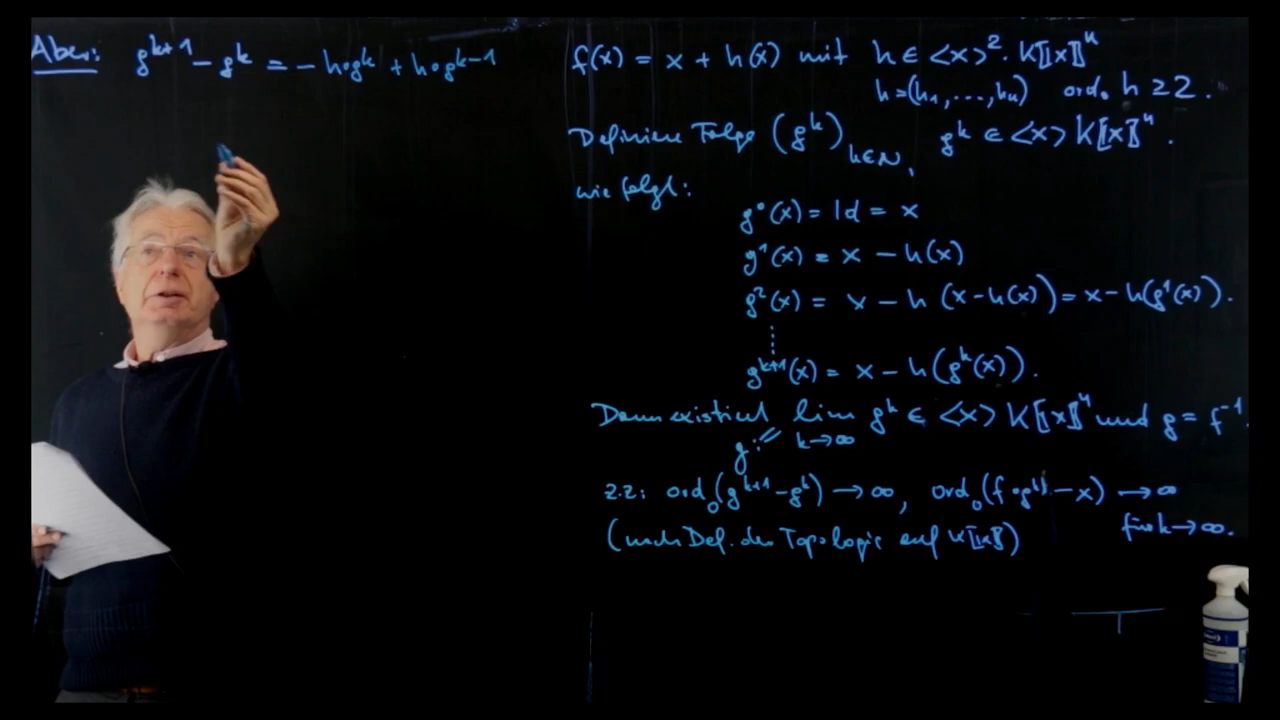 Aber: g^{k+1} - g^k = - h∘g^k + h∘g^{k-1}
f(x) = x + h(x) mit h ∈ <x>^2 · K[[x]]^n
h = (h_1, ..., h_n) ord_0 h ≥ 2.
Definiere Folge (g^k)_{k∈N}, g^k ∈ <x> K[[x]]^n.
wie folgt:
g^0(x) = Id = x
g^1(x) = x - h(x)
g^2(x) = x - h(x-h(x)) = x - h(g^1(x)).
⋮
g^{k+1}(x) = x - h(g^k(x)).
Dann existiert lim_{k→∞} g^k ∈ <x> K[[x]]^n und g = f^{-1}.
g :=
z.z: ord_0(g^{k+1} - g^k) → ∞, ord_0(f∘g^k) - x) → ∞
(nach Def. der Topologie auf K[[x]]) für k → ∞.